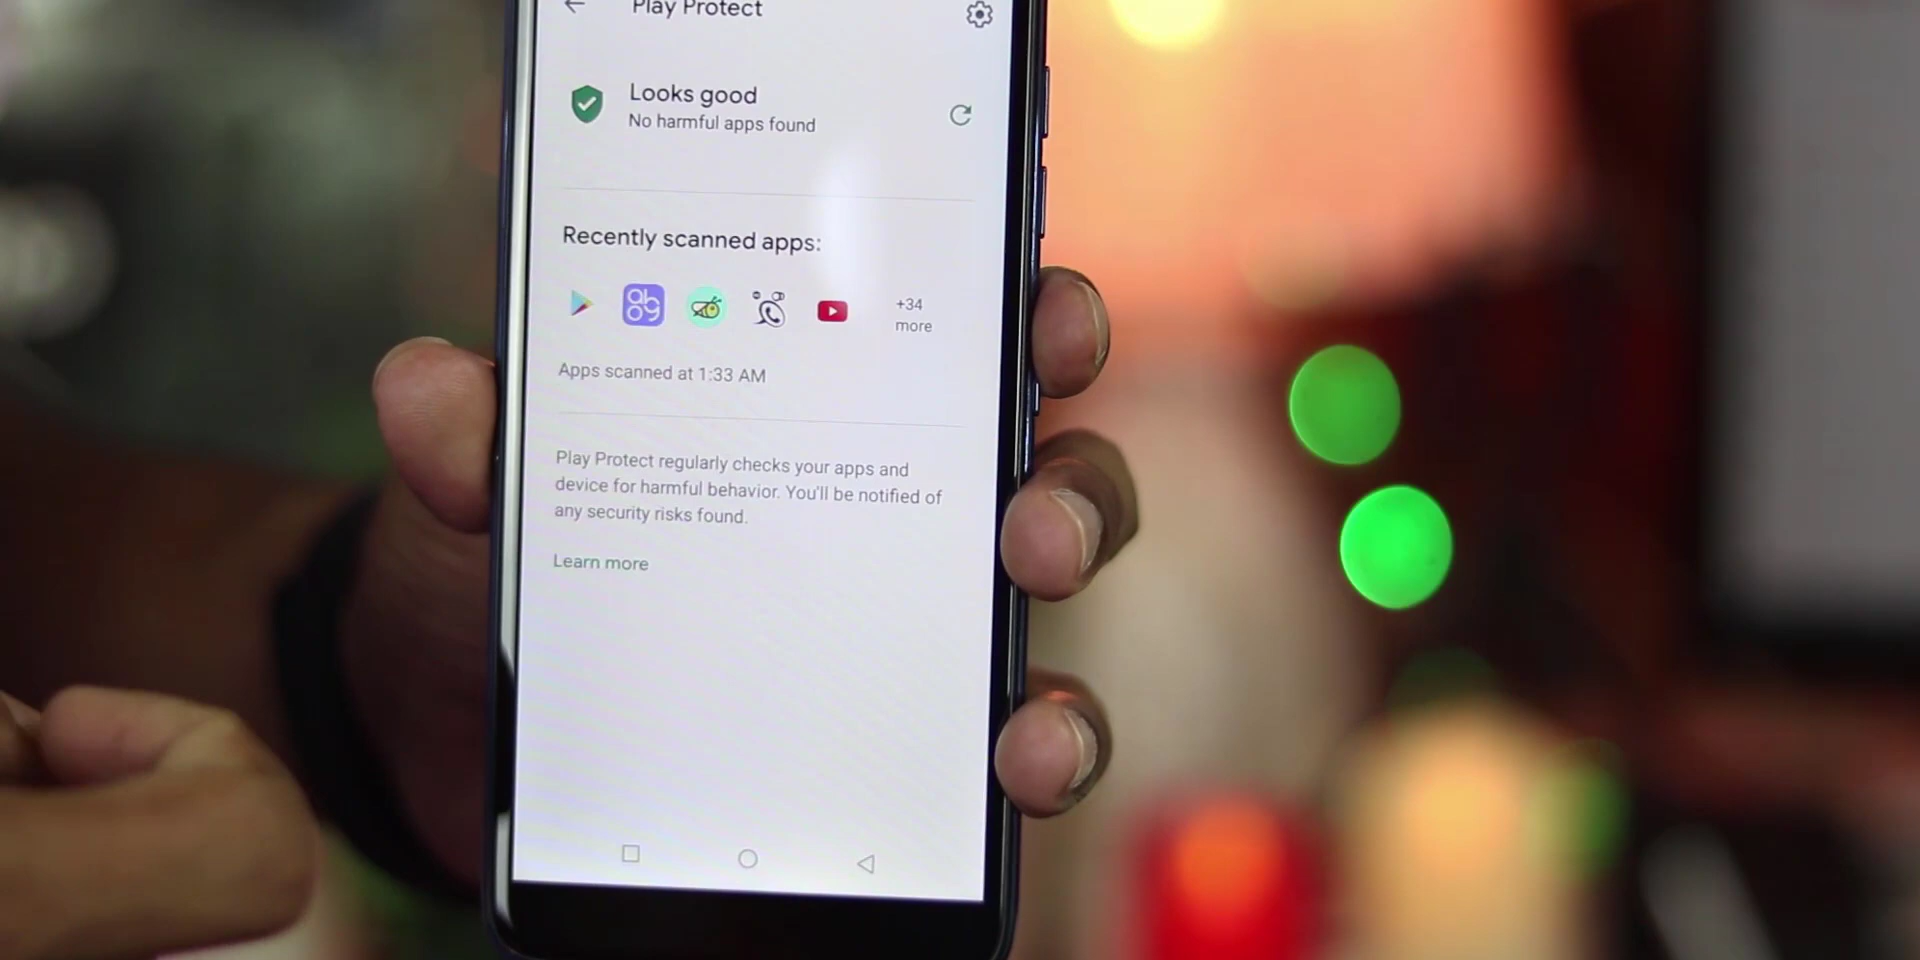 Play Protect
Looks good
No harmful apps found
Recently scanned apps:
+34
more
Apps scanned at 1:33 AM
Play Protect regularly checks your apps and
device for harmful behavior. You'll be notified of
any security risks found.
Learn more